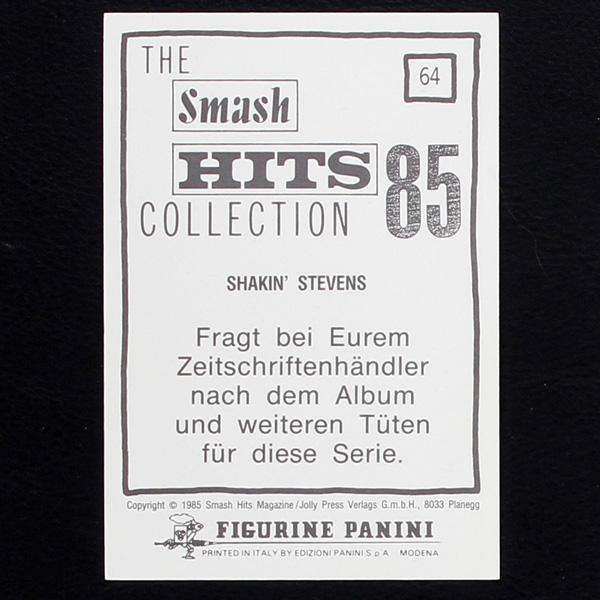 THE
64
Smash
HITS 85
COLLECTION
SHAKIN' STEVENS
Fragt bei Eurem
Zeitschriftenhändler
nach dem Album
und weiteren Tüten
für diese Serie.
Copyright © 1985 Smash Hits Magazine/Jolly Press Verlags G.m.b.H., 8033 Planegg
FIGURINE PANINI
PRINTED IN ITALY BY EDIZIONI PANINI S.p.A. MODENA